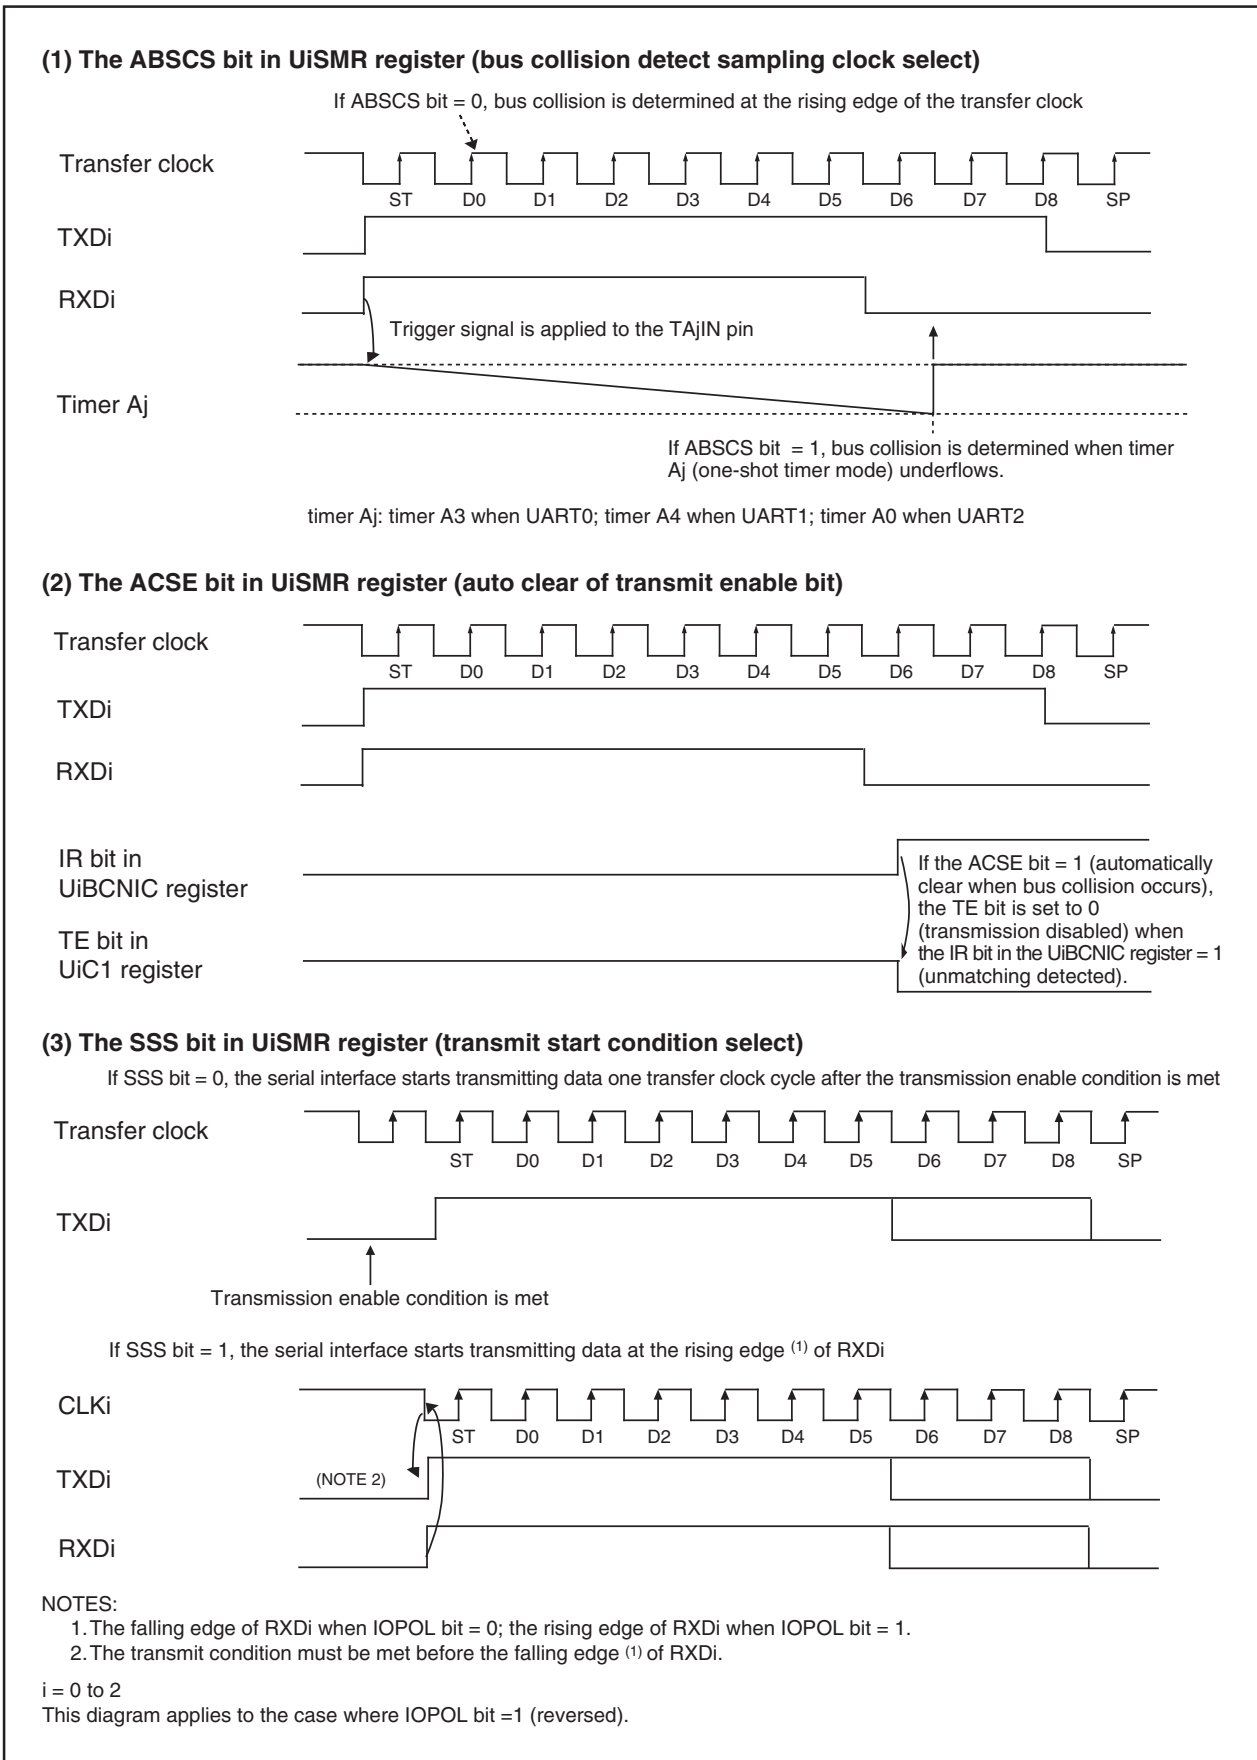 (1) The ABSCS bit in UiSMR register (bus collision detect sampling clock select)
If ABSCS bit = 0, bus collision is determined at the rising edge of the transfer clock
Transfer clock
ST D0 D1 D2 D3 D4 D5 D6 D7 D8 SP
TXDi
RXDi
Trigger signal is applied to the TAjIN pin
Timer Aj
If ABSCS bit = 1, bus collision is determined when timer
Aj (one-shot timer mode) underflows.
timer Aj: timer A3 when UART0; timer A4 when UART1; timer A0 when UART2
(2) The ACSE bit in UiSMR register (auto clear of transmit enable bit)
Transfer clock
ST D0 D1 D2 D3 D4 D5 D6 D7 D8 SP
TXDi
RXDi
IR bit in
UiBCNIC register
If the ACSE bit = 1 (automatically
clear when bus collision occurs),
the TE bit is set to 0
(transmission disabled) when
the IR bit in the UiBCNIC register = 1
(unmatching detected).
TE bit in
UiC1 register
(3) The SSS bit in UiSMR register (transmit start condition select)
If SSS bit = 0, the serial interface starts transmitting data one transfer clock cycle after the transmission enable condition is met
Transfer clock
ST D0 D1 D2 D3 D4 D5 D6 D7 D8 SP
TXDi
Transmission enable condition is met
If SSS bit = 1, the serial interface starts transmitting data at the rising edge (1) of RXDi
CLKi
ST D0 D1 D2 D3 D4 D5 D6 D7 D8 SP
TXDi
(NOTE 2)
RXDi
NOTES:
1. The falling edge of RXDi when IOPOL bit = 0; the rising edge of RXDi when IOPOL bit = 1.
2. The transmit condition must be met before the falling edge (1) of RXDi.
i = 0 to 2
This diagram applies to the case where IOPOL bit =1 (reversed).